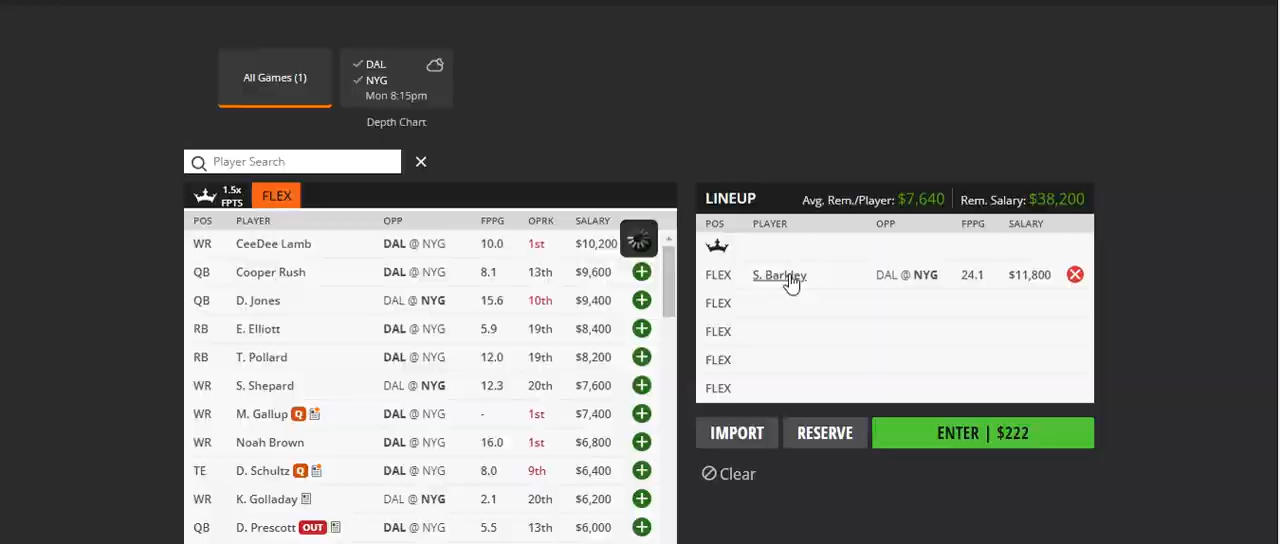 All Games (1)
DAL
NYG
Mon 8:15pm
Depth Chart
Player Search
1.5x FPTS FLEX
POS PLAYER OPP FPPG OPRK SALARY
WR CeeDee Lamb DAL @ NYG 10.0 1st $10,200
QB Cooper Rush DAL @ NYG 8.1 13th $9,600
QB D. Jones DAL @ NYG 15.6 10th $9,400
RB E. Elliott DAL @ NYG 5.9 19th $8,400
RB T. Pollard DAL @ NYG 12.0 19th $8,200
WR S. Shepard DAL @ NYG 12.3 20th $7,600
WR M. Gallup Q DAL @ NYG - 1st $7,400
WR Noah Brown DAL @ NYG 16.0 1st $6,800
TE D. Schultz Q DAL @ NYG 8.0 9th $6,400
WR K. Golladay DAL @ NYG 2.1 20th $6,200
QB D. Prescott OUT DAL @ NYG 5.5 13th $6,000
LINEUP Avg. Rem./Player: $7,640 Rem. Salary: $38,200
POS PLAYER OPP FPPG SALARY
FLEX S. Barkley DAL @ NYG 24.1 $11,800
FLEX
FLEX
FLEX
FLEX
IMPORT RESERVE ENTER | $222
Clear